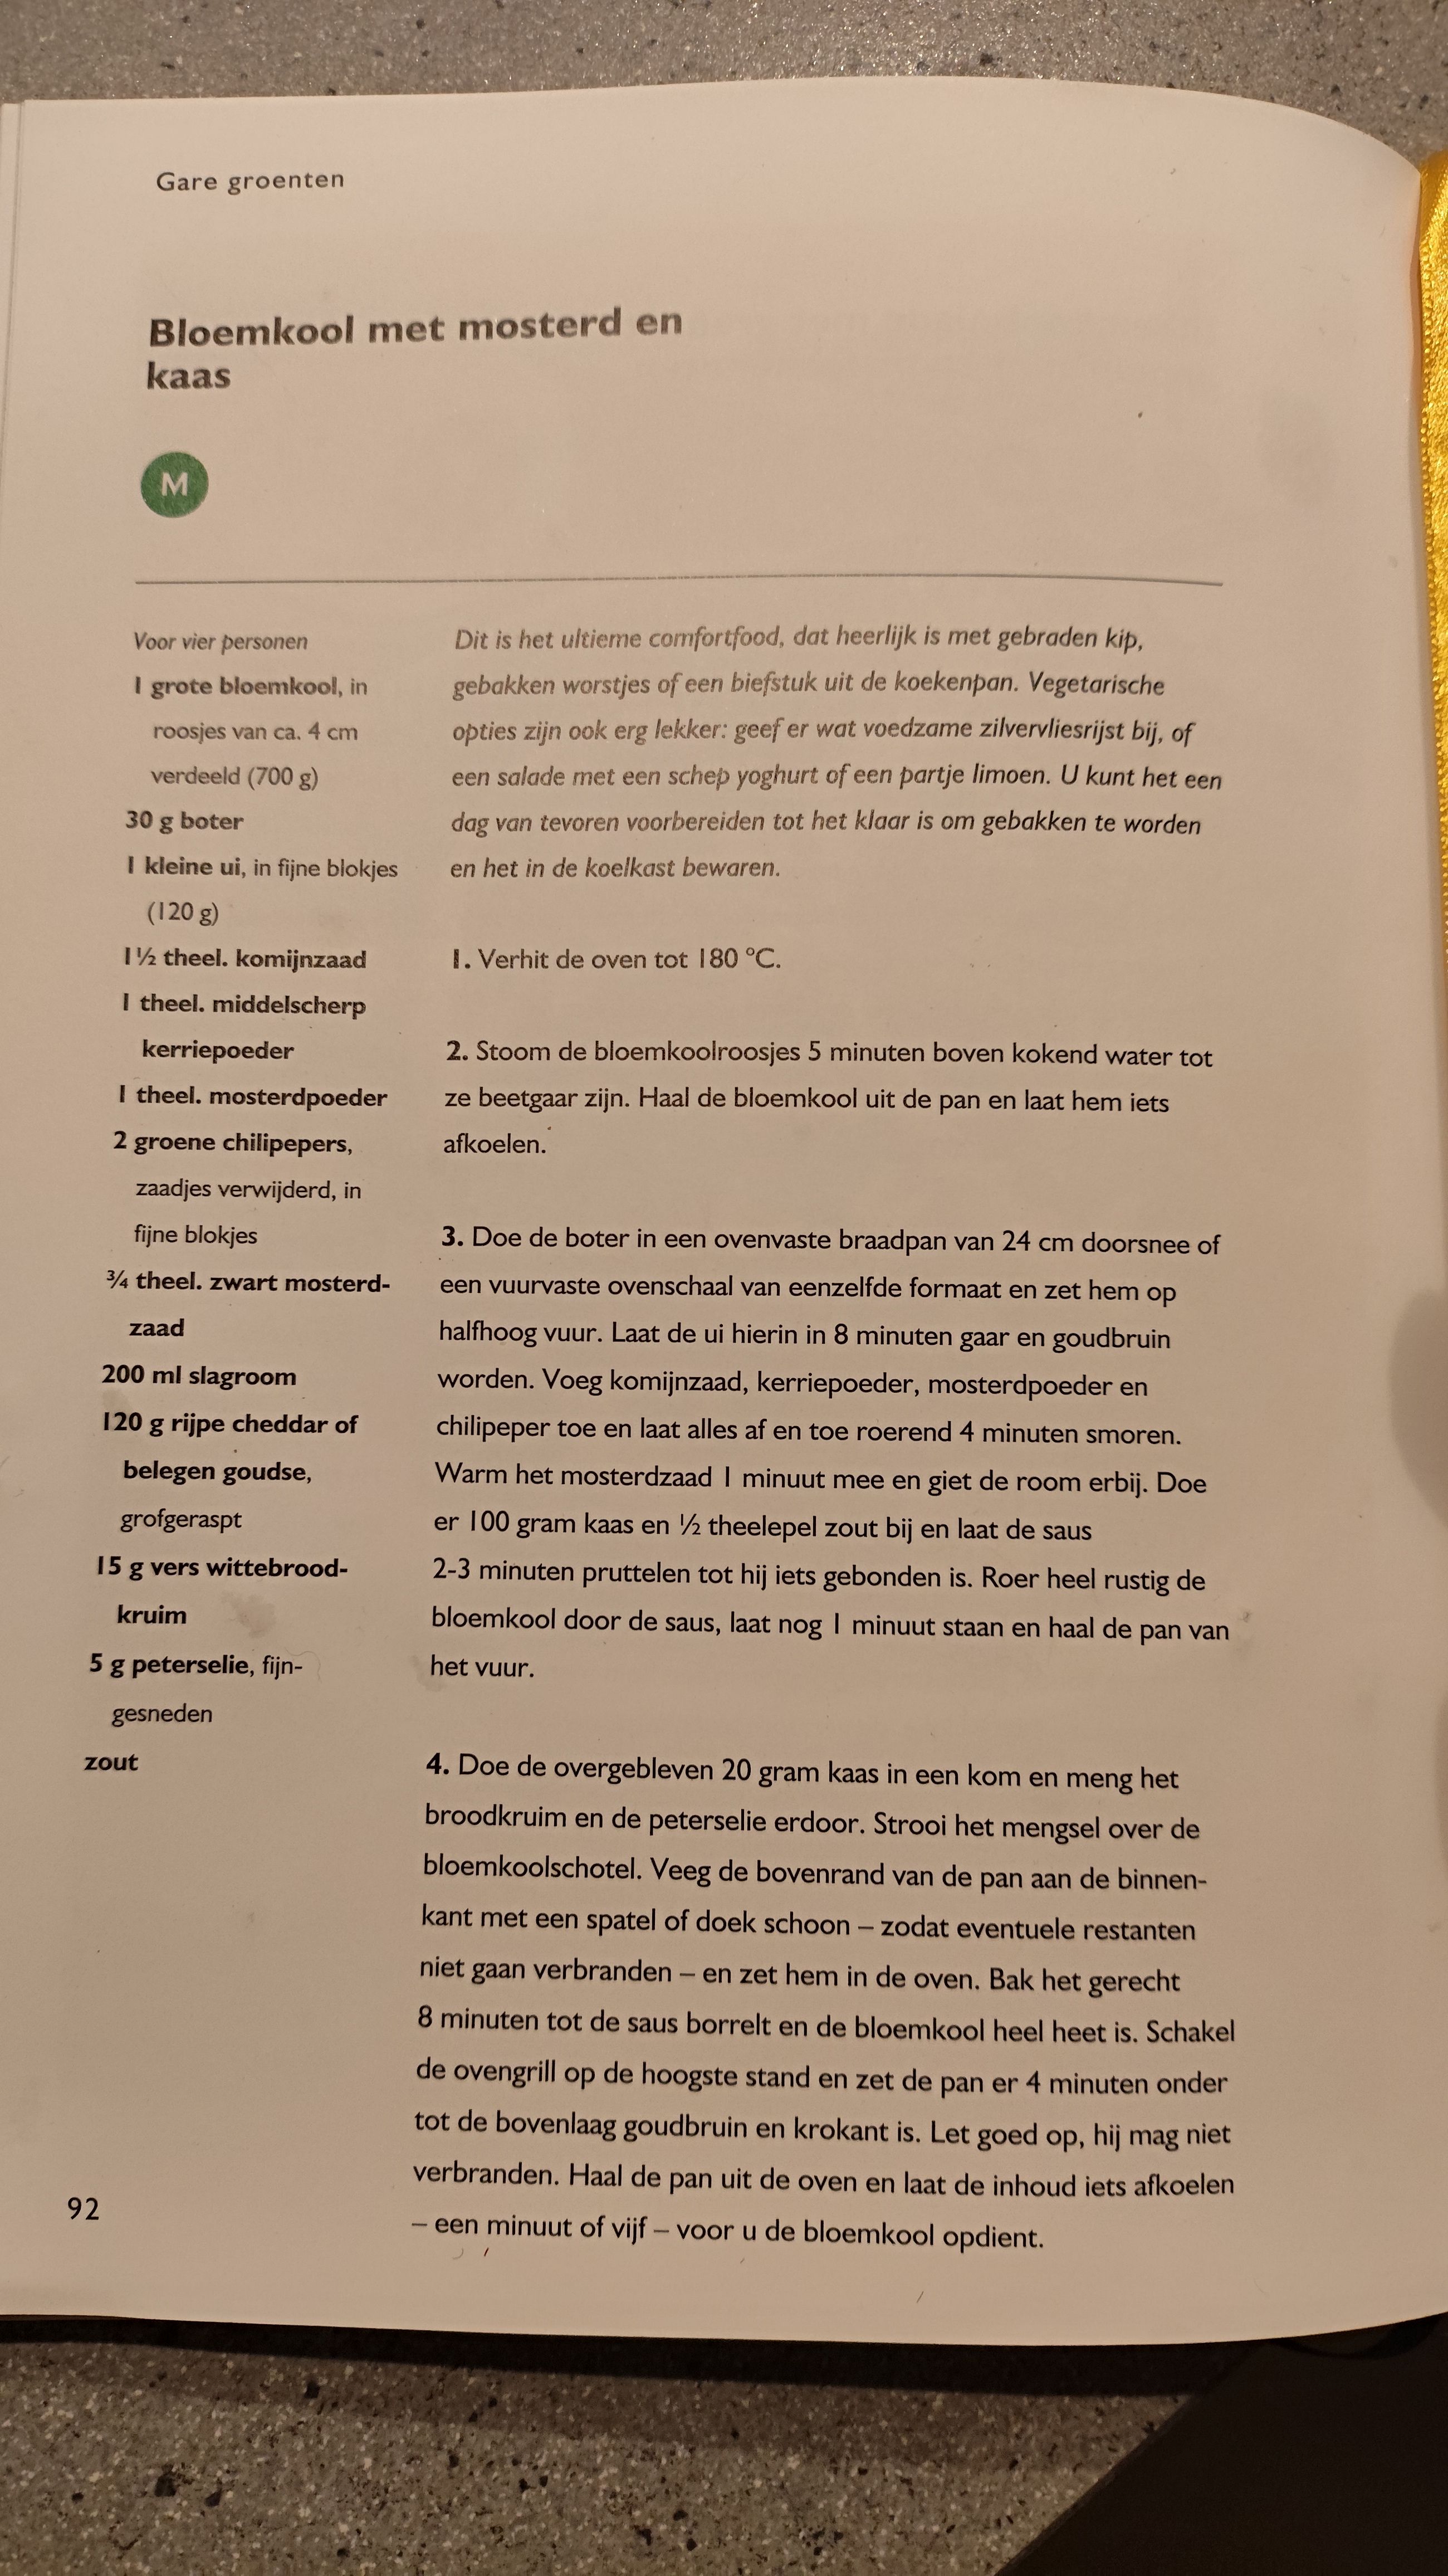 Gare groenten
Bloemkool met mosterd en
kaas
M
Voor vier personen
1 grote bloemkool, in
roosjes van ca. 4 cm
verdeeld (700 g)
30 g boter
1 kleine ui, in fijne blokjes
(120 g)
1½ theel. komijnzaad
1 theel. middelscherp
kerriepoeder
1 theel. mosterdpoeder
2 groene chilipepers,
zaadjes verwijderd, in
fijne blokjes
¾ theel. zwart mosterd-
zaad
200 ml slagroom
120 g rijpe cheddar of
belegen goudse,
grofgeraspt
15 g vers wittebrood-
kruim
5 g peterselie, fijn-
gesneden
zout
Dit is het ultieme comfortfood, dat heerlijk is met gebraden kip,
gebakken worstjes of een biefstuk uit de koekenpan. Vegetarische
opties zijn ook erg lekker: geef er wat voedzame zilvervliesrijst bij, of
een salade met een schep yoghurt of een partje limoen. U kunt het een
dag van tevoren voorbereiden tot het klaar is om gebakken te worden
en het in de koelkast bewaren.
1. Verhit de oven tot 180 °C.
2. Stoom de bloemkoolroosjes 5 minuten boven kokend water tot
ze beetgaar zijn. Haal de bloemkool uit de pan en laat hem iets
afkoelen.
3. Doe de boter in een ovenvaste braadpan van 24 cm doorsnee of
een vuurvaste ovenschaal van eenzelfde formaat en zet hem op
halfhoog vuur. Laat de ui hierin in 8 minuten gaar en goudbruin
worden. Voeg komijnzaad, kerriepoeder, mosterdpoeder en
chilipeper toe en laat alles af en toe roerend 4 minuten smoren.
Warm het mosterdzaad 1 minuut mee en giet de room erbij. Doe
er 100 gram kaas en ½ theelepel zout bij en laat de saus
2-3 minuten pruttelen tot hij iets gebonden is. Roer heel rustig de
bloemkool door de saus, laat nog 1 minuut staan en haal de pan van
het vuur.
4. Doe de overgebleven 20 gram kaas in een kom en meng het
broodkruim en de peterselie erdoor. Strooi het mengsel over de
bloemkoolschotel. Veeg de bovenrand van de pan aan de binnen-
kant met een spatel of doek schoon – zodat eventuele restanten
niet gaan verbranden – en zet hem in de oven. Bak het gerecht
8 minuten tot de saus borrelt en de bloemkool heel heet is. Schakel
de ovengrill op de hoogste stand en zet de pan er 4 minuten onder
tot de bovenlaag goudbruin en krokant is. Let goed op, hij mag niet
verbranden. Haal de pan uit de oven en laat de inhoud iets afkoelen
– een minuut of vijf – voor u de bloemkool opdient.
92